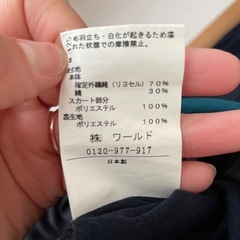 毛羽立ち・白化が起きるため濡
れた状態での摩擦禁止。
表生地
本体
指定外繊維(リヨセル) 70%
綿 30%
スカート部分
ポリエステル 100%
裏生地
ポリエステル 100%
(株) ワールド
0120-977-917
日本製